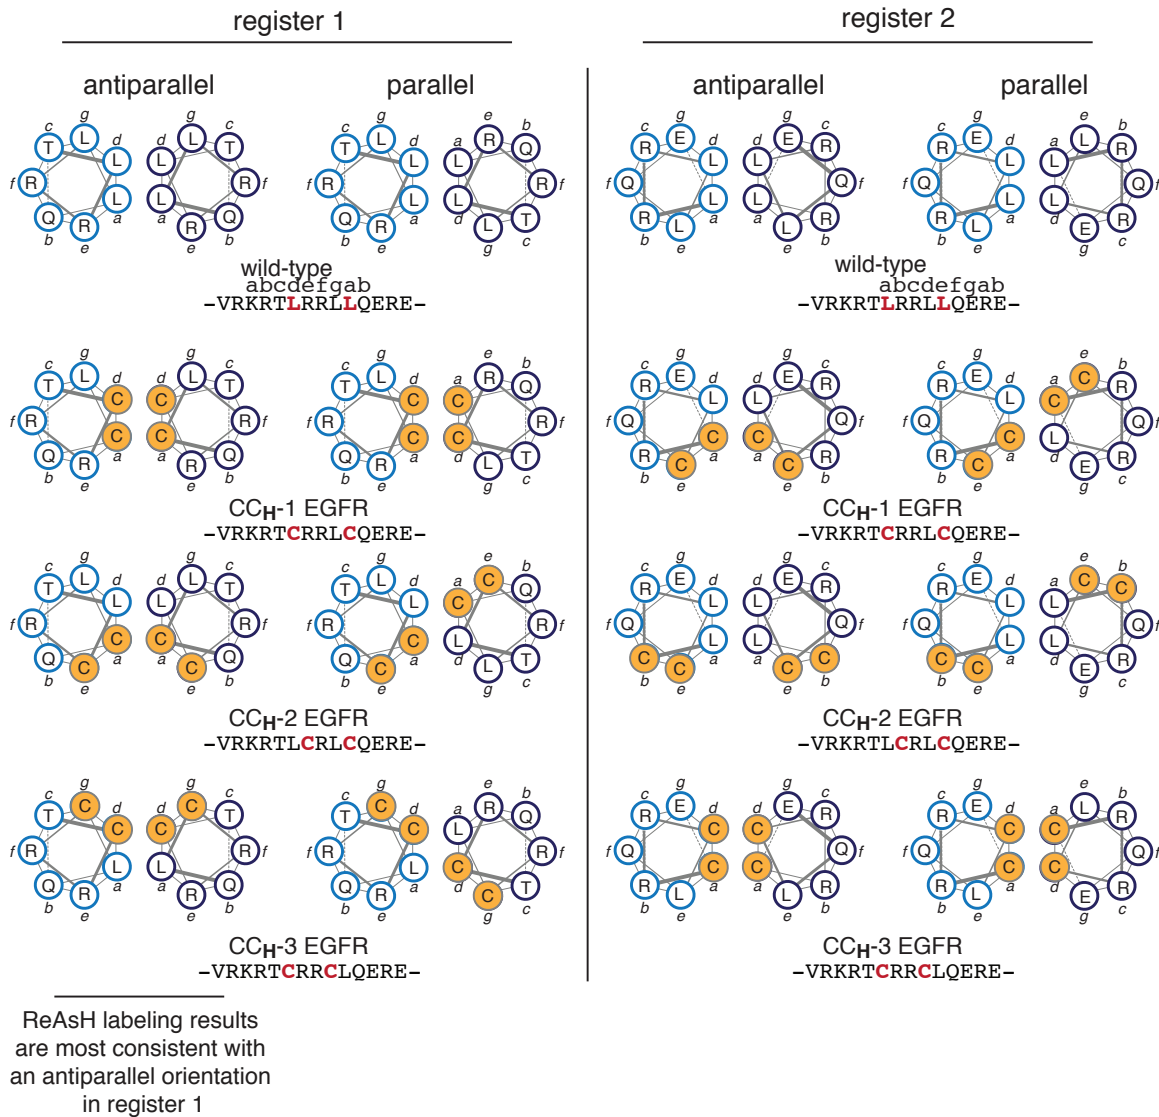 register 1
register 2
antiparallel
parallel
antiparallel
parallel
g g g e g g g e
c d d c c d a b c d d c c d a b
L L L R E E E L
T L L T T L L Q R L L R R L L R
f R R f f R R f f Q Q f f Q Q f
Q L L Q Q L L T R L L R R L L R
R R R L L L L E
b a a b b a d c b a a b b a d c
e e e g e e e g
wild-type
abcdefgab
–VRKRTLRRLLQERE–
wild-type
abcdefgab
–VRKRTLRRLLQERE–
g g g e g g g e
c d d c c d a b c d d c c d a b
L L L R E E E C
T C C T T C C Q R L L R R L C R
f R R f f R R f f Q Q f f Q Q f
Q C C Q Q C C T R C C R R C L R
R R R L C C C E
b a a b b a d c b a a b b a d c
e e e g e e e g
CCH-1 EGFR
–VRKRTCRRLCQERE–
CCH-1 EGFR
–VRKRTCRRLCQERE–
g g g e g g g e
c d d c c d a b c d d c c d a b
L L L C E E E C
T L L T T L C Q R L L R R L L C
f R R f f R R f f Q Q f f Q Q f
Q C C Q Q C L T C L L C C L L R
C C C L C C C E
b a a b b a d c b a a b b a d c
e e e g e e e g
CCH-2 EGFR
–VRKRTLCRLCQERE–
CCH-2 EGFR
–VRKRTLCRLCQERE–
g g g e g g g e
c d d c c d a b c d d c c d a b
C C C R E E E L
T C C T T C L Q R C C R R C C R
f R R f f R R f f Q Q f f Q Q f
Q L L Q Q L C T R C C R R C C R
R R R C L L L E
b a a b b a d c b a a b b a d c
e e e g e e e g
CCH-3 EGFR
–VRKRTCRRCLQERE–
CCH-3 EGFR
–VRKRTCRRCLQERE–
ReAsH labeling results
are most consistent with
an antiparallel orientation
in register 1